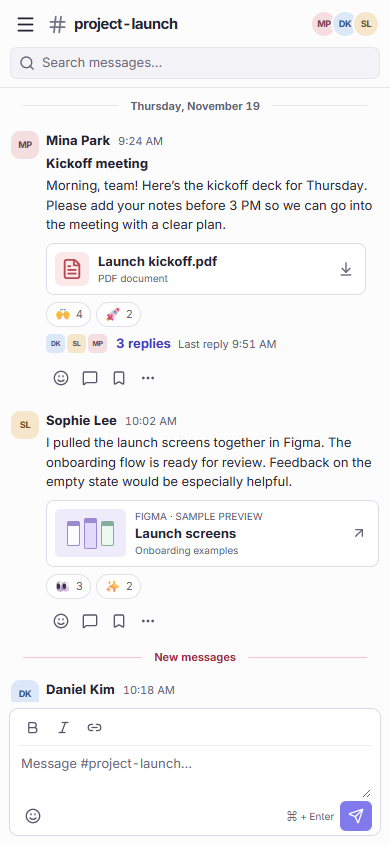 # project-launch
MP DK SL
Search messages...
Thursday, November 19
MP
Mina Park 9:24 AM
Kickoff meeting
Morning, team! Here's the kickoff deck for Thursday.
Please add your notes before 3 PM so we can go into
the meeting with a clear plan.
Launch kickoff.pdf
PDF document
🙌 4 🚀 2
DK SL MP 3 replies Last reply 9:51 AM
SL
Sophie Lee 10:02 AM
I pulled the launch screens together in Figma. The
onboarding flow is ready for review. Feedback on the
empty state would be especially helpful.
FIGMA · SAMPLE PREVIEW
Launch screens
Onboarding examples
👀 3 ✨ 2
New messages
DK
Daniel Kim 10:18 AM
B I
Message #project-launch...
⌘ + Enter